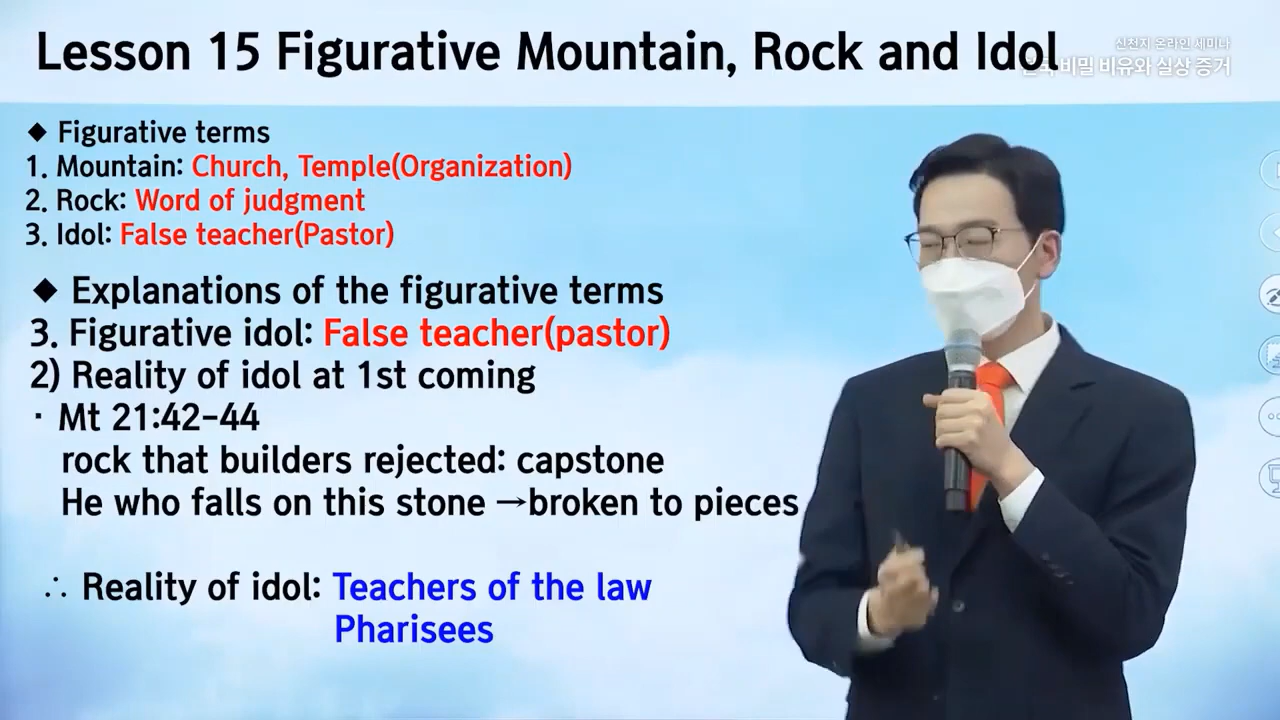 Lesson 15 Figurative Mountain, Rock and Idol
신천지 온라인 세미나
비밀 비유와 실상 증거
◆ Figurative terms
1. Mountain: Church, Temple(Organization)
2. Rock: Word of judgment
3. Idol: False teacher(Pastor)
◆ Explanations of the figurative terms
3. Figurative idol: False teacher(pastor)
2) Reality of idol at 1st coming
· Mt 21:42-44
rock that builders rejected: capstone
He who falls on this stone →broken to pieces
∴ Reality of idol: Teachers of the law
Pharisees